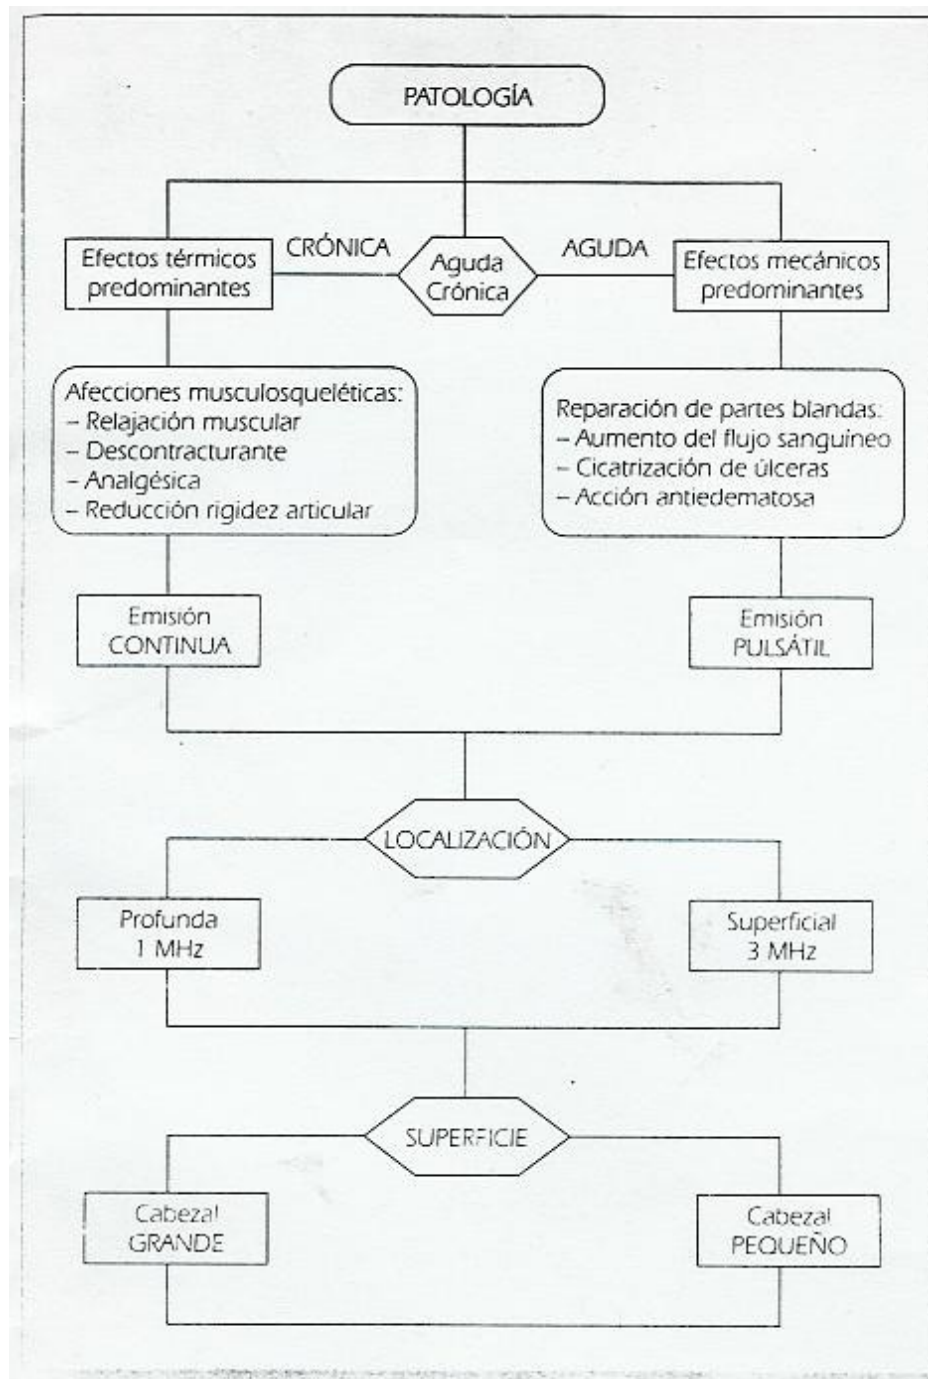 PATOLOGÍA
CRÓNICA
AGUDA
Efectos térmicos
predominantes
Aguda
Crónica
Efectos mecánicos
predominantes
Afecciones musculosqueléticas:
– Relajación muscular
– Descontracturante
– Analgésica
– Reducción rigidez articular
Reparación de partes blandas:
– Aumento del flujo sanguíneo
– Cicatrización de úlceras
– Acción antiedematosa
Emisión
CONTINUA
Emisión
PULSÁTIL
LOCALIZACIÓN
Profunda
1 MHz
Superficial
3 MHz
SUPERFICIE
Cabezal
GRANDE
Cabezal
PEQUEÑO